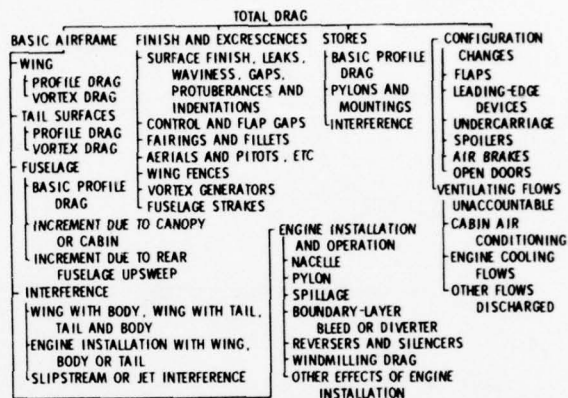 TOTAL DRAG
BASIC AIRFRAME
WING
PROFILE DRAG
VORTEX DRAG
TAIL SURFACES
PROFILE DRAG
VORTEX DRAG
FUSELAGE
BASIC PROFILE
DRAG
INCREMENT DUE TO CANOPY
OR CABIN
INCREMENT DUE TO REAR
FUSELAGE UPSWEEP
INTERFERENCE
WING WITH BODY, WING WITH TAIL,
TAIL AND BODY
ENGINE INSTALLATION WITH WING,
BODY OR TAIL
SLIPSTREAM OR JET INTERFERENCE
FINISH AND EXCRESCENCES
SURFACE FINISH, LEAKS,
WAVINESS, GAPS,
PROTUBERANCES AND
INDENTATIONS
CONTROL AND FLAP GAPS
FAIRINGS AND FILLETS
AERIALS AND PITOTS, ETC
WING FENCES
VORTEX GENERATORS
FUSELAGE STRAKES
STORES
BASIC PROFILE
DRAG
PYLONS AND
MOUNTINGS
INTERFERENCE
ENGINE INSTALLATION
AND OPERATION
NACELLE
PYLON
SPILLAGE
BOUNDARY-LAYER
BLEED OR DIVERTER
REVERSERS AND SILENCERS
WINDMILLING DRAG
OTHER EFFECTS OF ENGINE
INSTALLATION
CONFIGURATION
CHANGES
FLAPS
LEADING-EDGE
DEVICES
UNDERCARRIAGE
SPOILERS
AIR BRAKES
OPEN DOORS
VENTILATING FLOWS
UNACCOUNTABLE
CABIN AIR
CONDITIONING
ENGINE COOLING
FLOWS
OTHER FLOWS
DISCHARGED